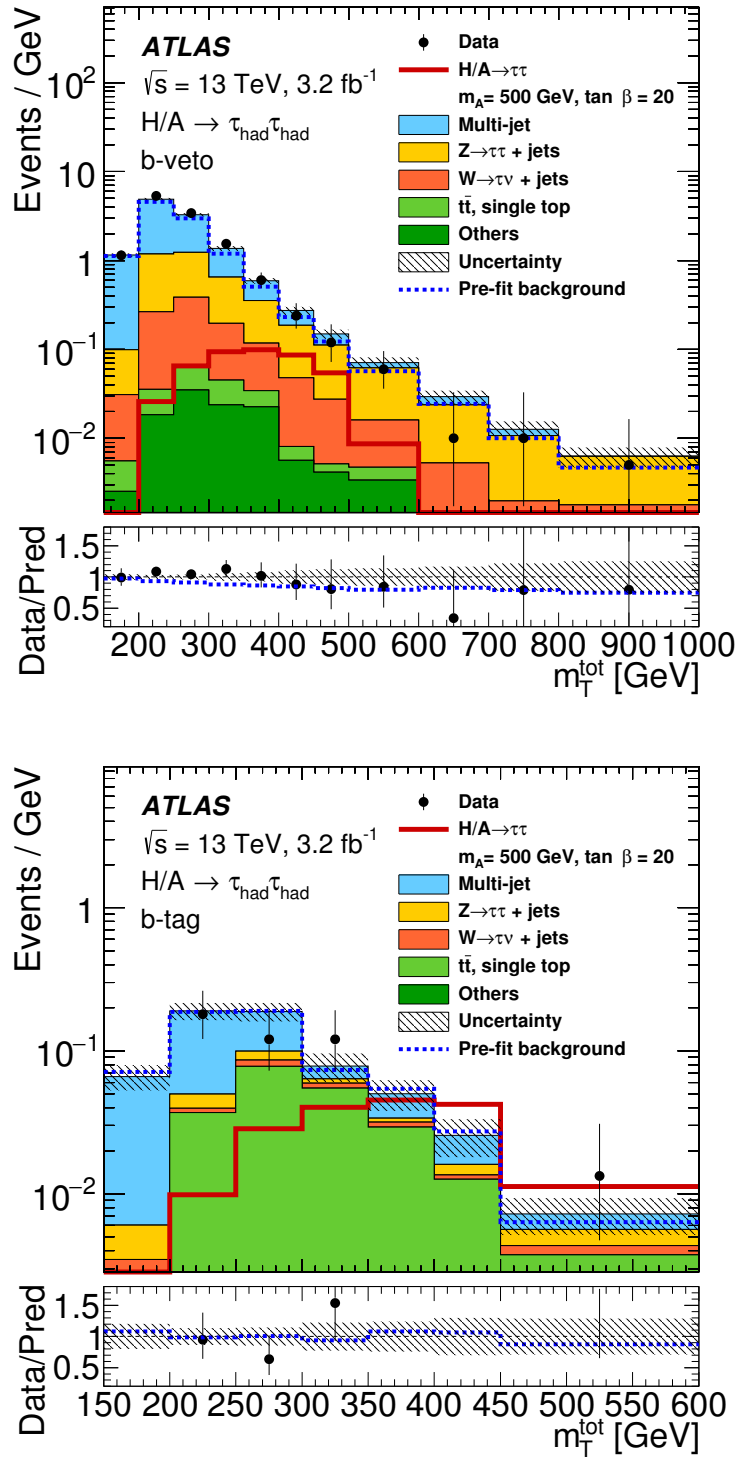 Events / GeV
10²
10
1
10⁻¹
10⁻²
ATLAS
√s = 13 TeV, 3.2 fb⁻¹
H/A → τhadτhad
b-veto
Data
H/A→ττ
mA= 500 GeV, tan β = 20
Multi-jet
Z→ττ + jets
W→τν + jets
tt̄, single top
Others
Uncertainty
Pre-fit background
Data/Pred
1.5
1
0.5
200 300 400 500 600 700 800 900 1000
mTtot [GeV]
Events / GeV
1
10⁻¹
10⁻²
ATLAS
√s = 13 TeV, 3.2 fb⁻¹
H/A → τhadτhad
b-tag
Data
H/A→ττ
mA= 500 GeV, tan β = 20
Multi-jet
Z→ττ + jets
W→τν + jets
tt̄, single top
Others
Uncertainty
Pre-fit background
Data/Pred
1.5
1
0.5
150 200 250 300 350 400 450 500 550 600
mTtot [GeV]